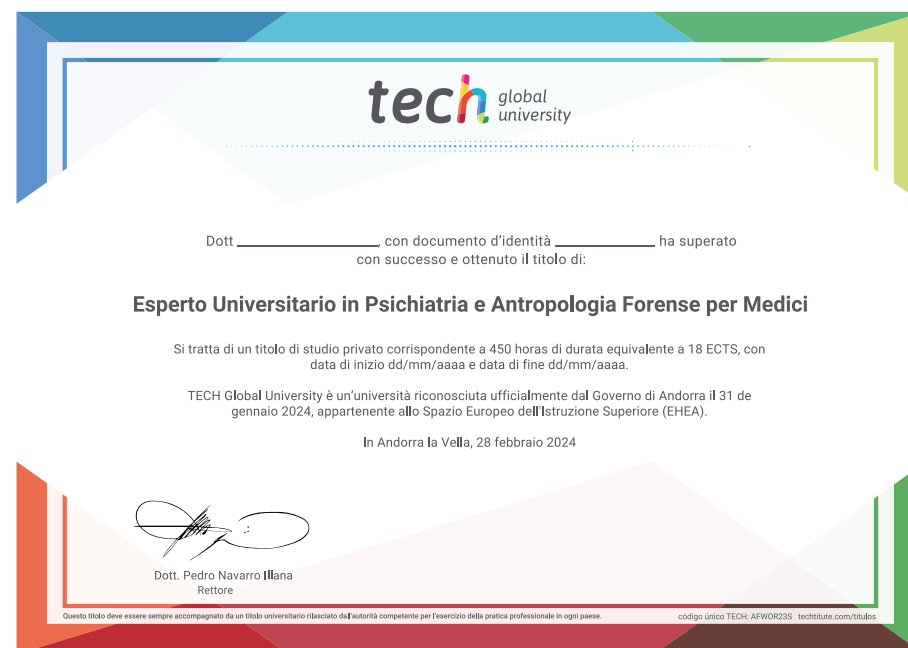 tech global university
Dott ____________, con documento d'identità ____________ ha superato
con successo e ottenuto il titolo di:
Esperto Universitario in Psichiatria e Antropologia Forense per Medici
Si tratta di un titolo di studio privato corrispondente a 450 horas di durata equivalente a 18 ECTS, con
data di inizio dd/mm/aaaa e data di fine dd/mm/aaaa.
TECH Global University è un'università riconosciuta ufficialmente dal Governo di Andorra il 31 de
gennaio 2024, appartenente allo Spazio Europeo dell'Istruzione Superiore (EHEA).
In Andorra la Vella, 28 febbraio 2024
Dott. Pedro Navarro Illana
Rettore
Questo titolo deve essere sempre accompagnato da un titolo universitario rilasciato dall'autorità competente per l'esercizio della pratica professionale in ogni paese.
código único TECH: AFWOR23S techtitute.com/titulos